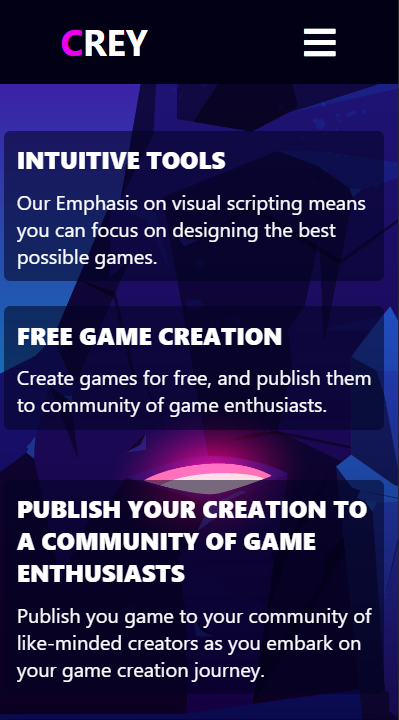 CREY
INTUITIVE TOOLS
Our Emphasis on visual scripting means
you can focus on designing the best
possible games.
FREE GAME CREATION
Create games for free, and publish them
to community of game enthusiasts.
PUBLISH YOUR CREATION TO
A COMMUNITY OF GAME
ENTHUSIASTS
Publish you game to your community of
like-minded creators as you embark on
your game creation journey.